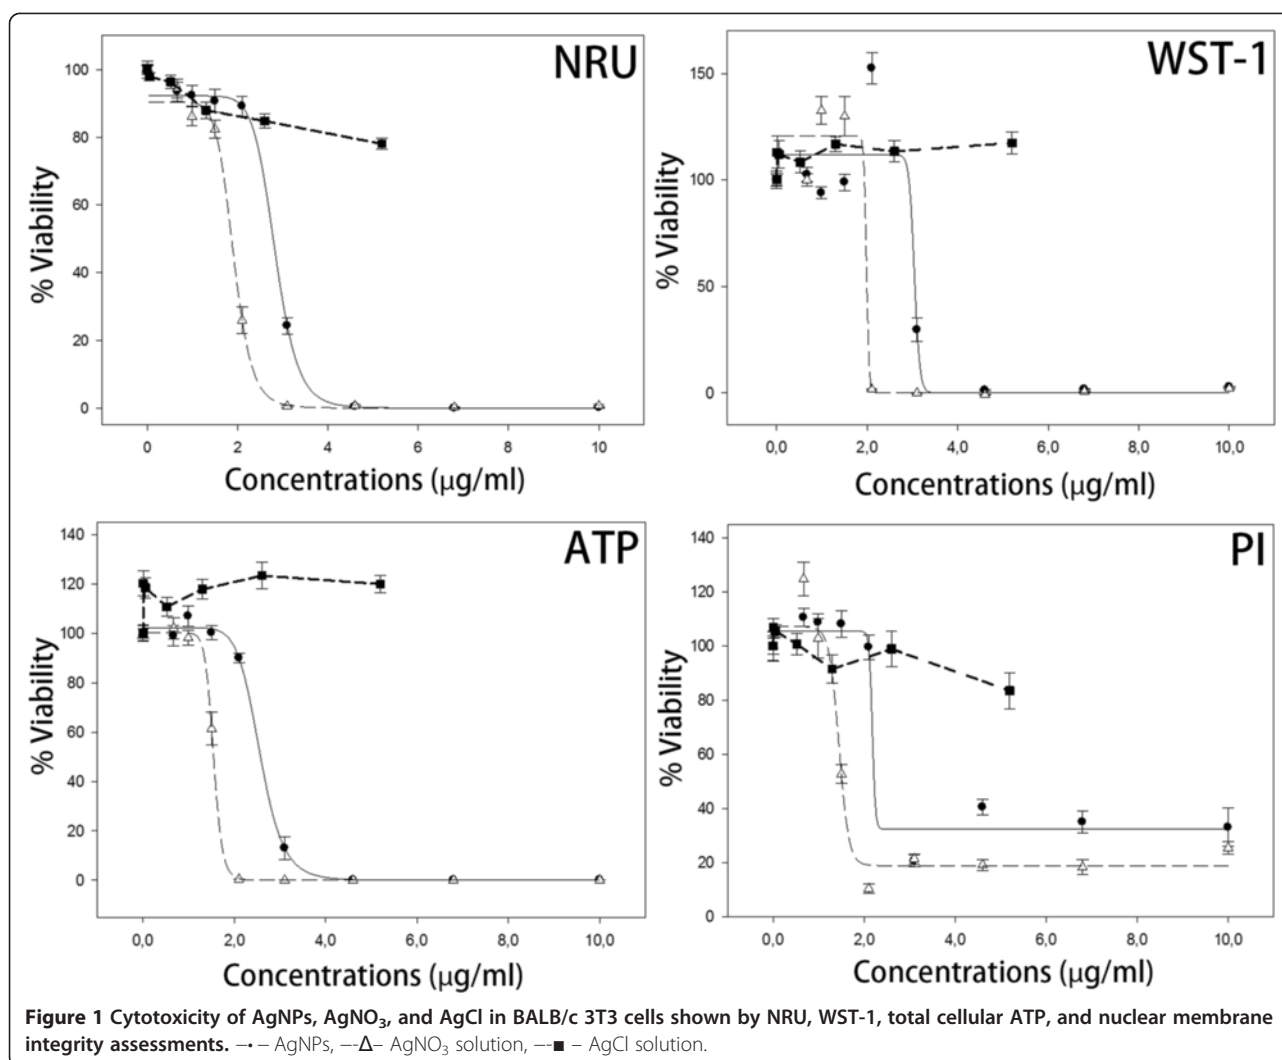 NRU
% Viability
100
80
60
40
20
0
0 2 4 6 8 10
Concentrations (µg/ml)
WST-1
% Viability
150
100
50
0
0,0 2,0 4,0 6,0 8,0 10,0
Concentrations (µg/ml)
ATP
% Viability
140
120
100
80
60
40
20
0
0,0 2,0 4,0 6,0 8,0 10,0
Concentrations (µg/ml)
PI
% Viability
140
120
100
80
60
40
20
0
0,0 2,0 4,0 6,0 8,0 10,0
Concentrations (µg/ml)
Figure 1 Cytotoxicity of AgNPs, AgNO₃, and AgCl in BALB/c 3T3 cells shown by NRU, WST-1, total cellular ATP, and nuclear membrane
integrity assessments. –• – AgNPs, –-Δ– AgNO₃ solution, –-■ – AgCl solution.